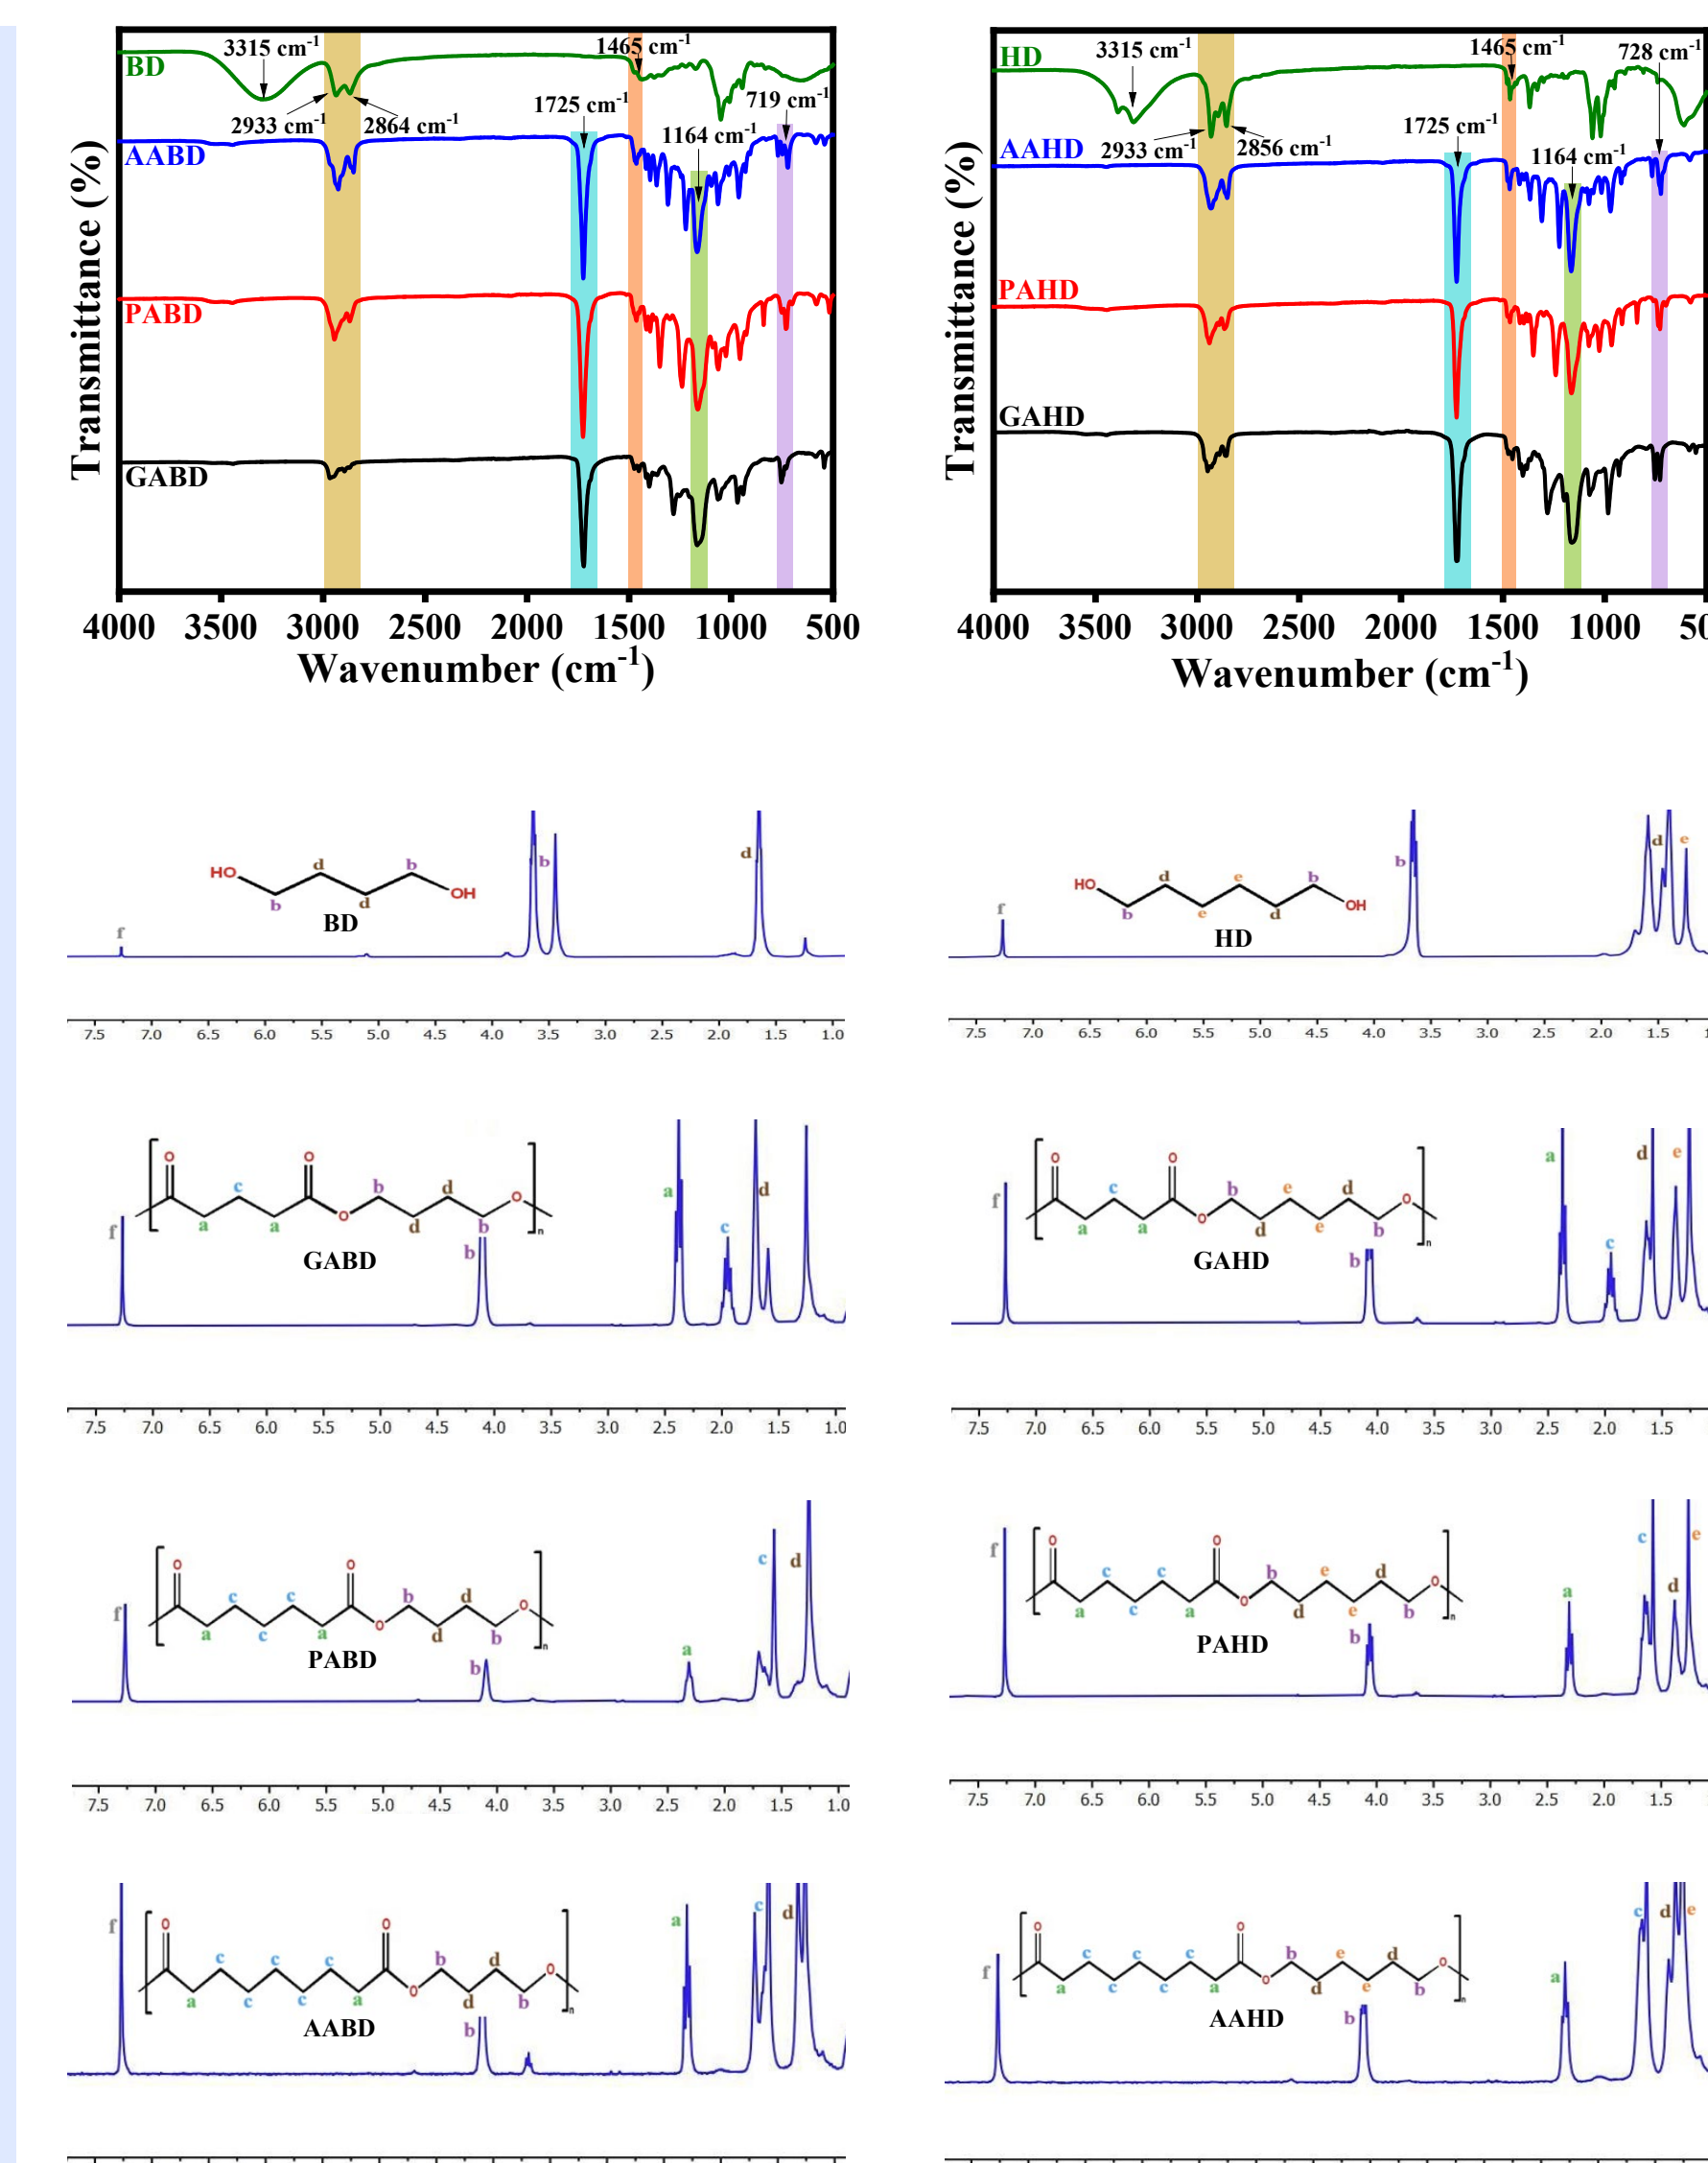 3315 cm-1
1465 cm-1
BD
2933 cm-1
2864 cm-1
1725 cm-1
719 cm-1
1164 cm-1
AABD
PABD
GABD
Transmittance (%)
4000 3500 3000 2500 2000 1500 1000 500
Wavenumber (cm-1)
3315 cm-1
1465 cm-1
728 cm-1
HD
2933 cm-1
2856 cm-1
1725 cm-1
1164 cm-1
AAHD
PAHD
GAHD
Transmittance (%)
4000 3500 3000 2500 2000 1500 1000
Wavenumber (cm-1)
HO d b
b d OH
BD
f b d
7.5 7.0 6.5 6.0 5.5 5.0 4.5 4.0 3.5 3.0 2.5 2.0 1.5 1.0
HO d e b
b e d OH
HD
f b d e
7.5 7.0 6.5 6.0 5.5 5.0 4.5 4.0 3.5 3.0 2.5 2.0 1.5
O O
c b d O
a a O d b n
GABD
f b a c d
7.5 7.0 6.5 6.0 5.5 5.0 4.5 4.0 3.5 3.0 2.5 2.0 1.5 1.0
O O
c b e d O
a a O d e b n
GAHD
f b a c d e
7.5 7.0 6.5 6.0 5.5 5.0 4.5 4.0 3.5 3.0 2.5 2.0 1.5
O O
c c b d O
a c a O d b n
PABD
f b a c d
7.5 7.0 6.5 6.0 5.5 5.0 4.5 4.0 3.5 3.0 2.5 2.0 1.5 1.0
O O
c c b e d O
a c a O d e b n
PAHD
f b a c d e
7.5 7.0 6.5 6.0 5.5 5.0 4.5 4.0 3.5 3.0 2.5 2.0 1.5
O O
c c c b d O
a c c a O d b n
AABD
f b a c d
O O
c c c b e d O
a c c a O d e b n
AAHD
f b a c d e